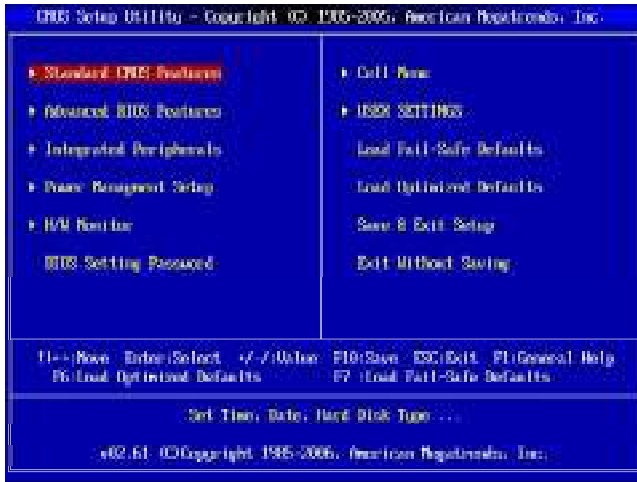 CMOS Setup Utility - Copyright (C) 1985-2005, American Megatrends, Inc.
Standard CMOS Features
Advanced BIOS Features
Integrated Peripherals
Power Managment Setup
H/W Monitor
BIOS Setting Password
Cell Menu
USER SETTINGS
Load Fail-Safe Defaults
Load Optimized Defaults
Save & Exit Setup
Exit Without Saving
:Move Enter:Select +/-/:Value F10:Save ESC:Exit F1:General Help
F6:Load Optimized Defaults F7 :Load Fail-Safe Defaults
Set Time, Date, Hard Disk Type ...
v02.61 (C)Copyright 1985-2006, American Megatrends, Inc.